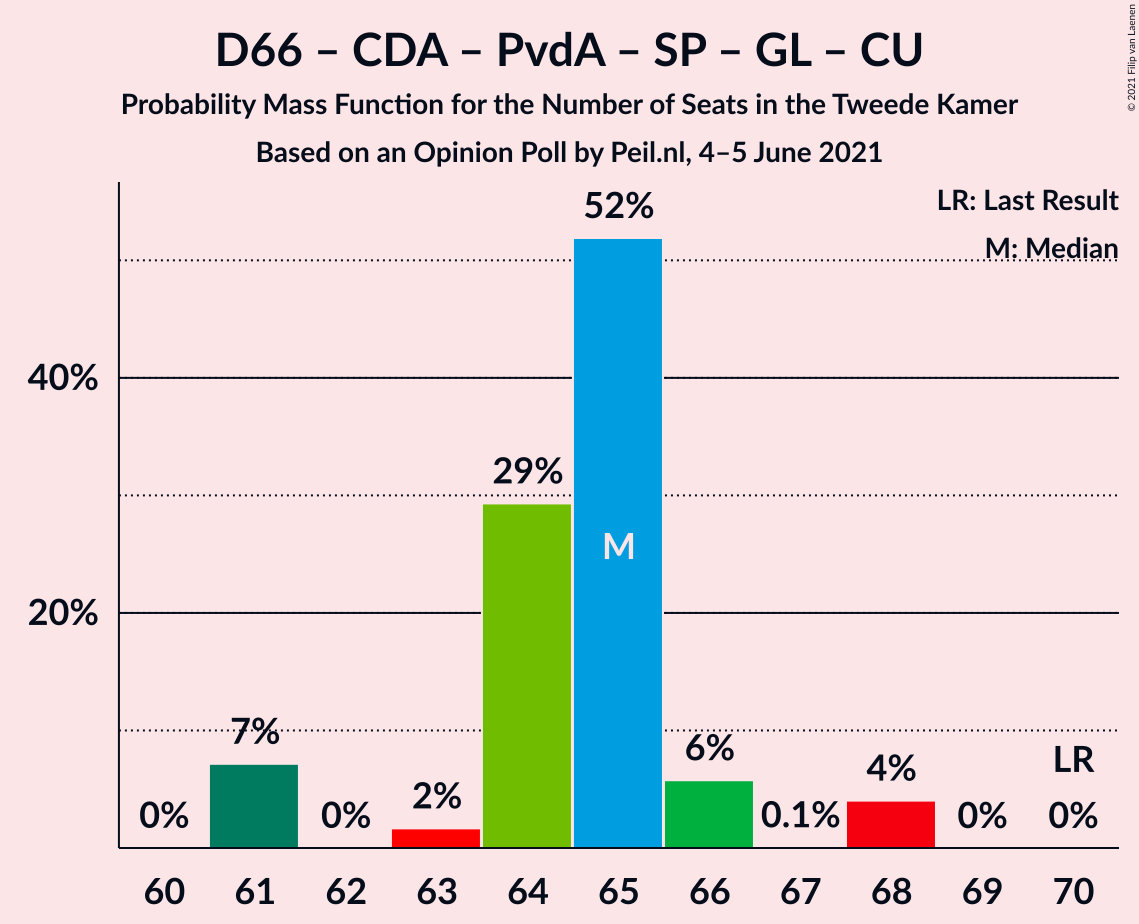 D66 – CDA – PvdA – SP – GL – CU
Probability Mass Function for the Number of Seats in the Tweede Kamer
Based on an Opinion Poll by Peil.nl, 4–5 June 2021
© 2021 Filip van Laenen
LR: Last Result
M: Median
52%
40%
29%
M
20%
7%
6%
LR
4%
2%
0%
0%
0.1%
0%
0%
60 61 62 63 64 65 66 67 68 69 70